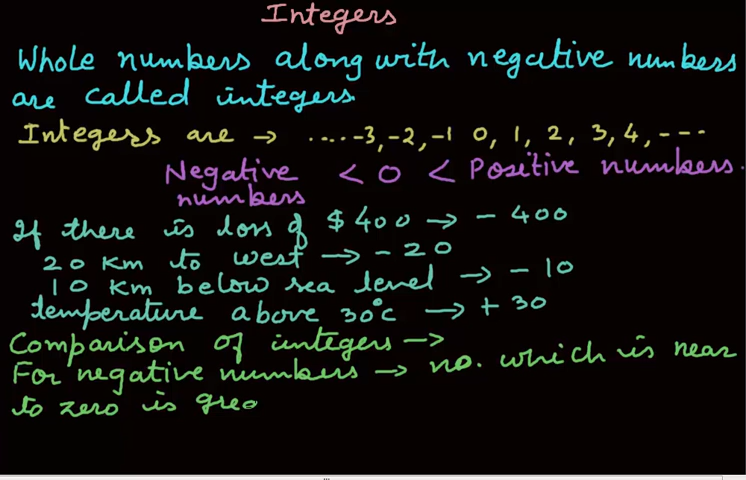 Integers
Whole numbers along with negative numbers
are called integers.
Integers are → .....-3, -2, -1 0, 1, 2, 3, 4, ---
Negative < 0 < Positive numbers.
numbers
If there is loss of $400 → - 400
20 Km to west → - 20
10 Km below sea level → - 10
temperature above 30°C → + 30
Comparison of integers →
For negative numbers → no. which is near
to zero is grea